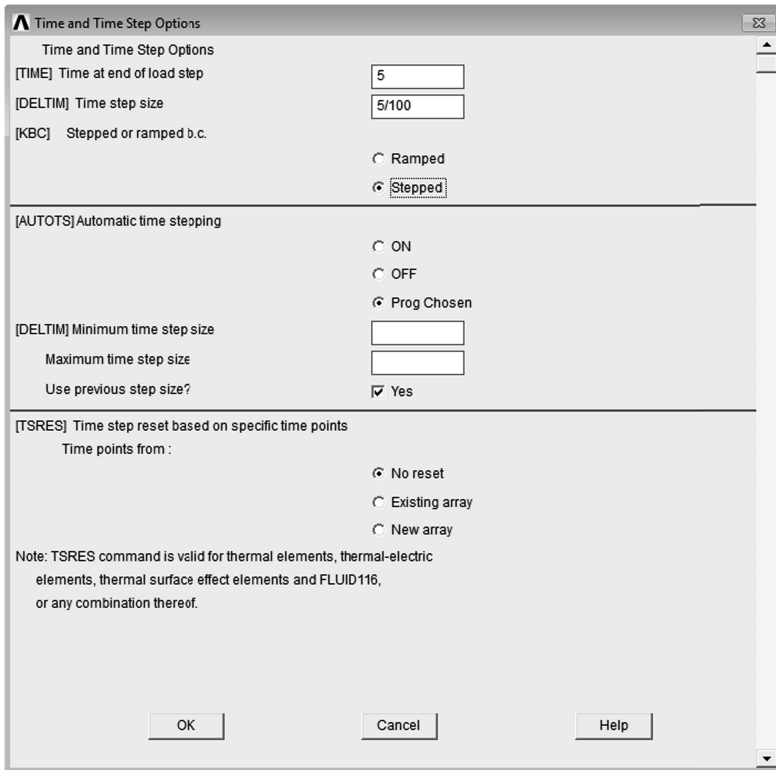 Time and Time Step Options
Time and Time Step Options
[TIME] Time at end of load step 5
[DELTIM] Time step size 5/100
[KBC] Stepped or ramped b.c.
Ramped
Stepped
[AUTOTS] Automatic time stepping
ON
OFF
Prog Chosen
[DELTIM] Minimum time step size
Maximum time step size
Use previous step size? Yes
[TSRES] Time step reset based on specific time points
Time points from :
No reset
Existing array
New array
Note: TSRES command is valid for thermal elements, thermal-electric
elements, thermal surface effect elements and FLUID116,
or any combination thereof.
OK Cancel Help